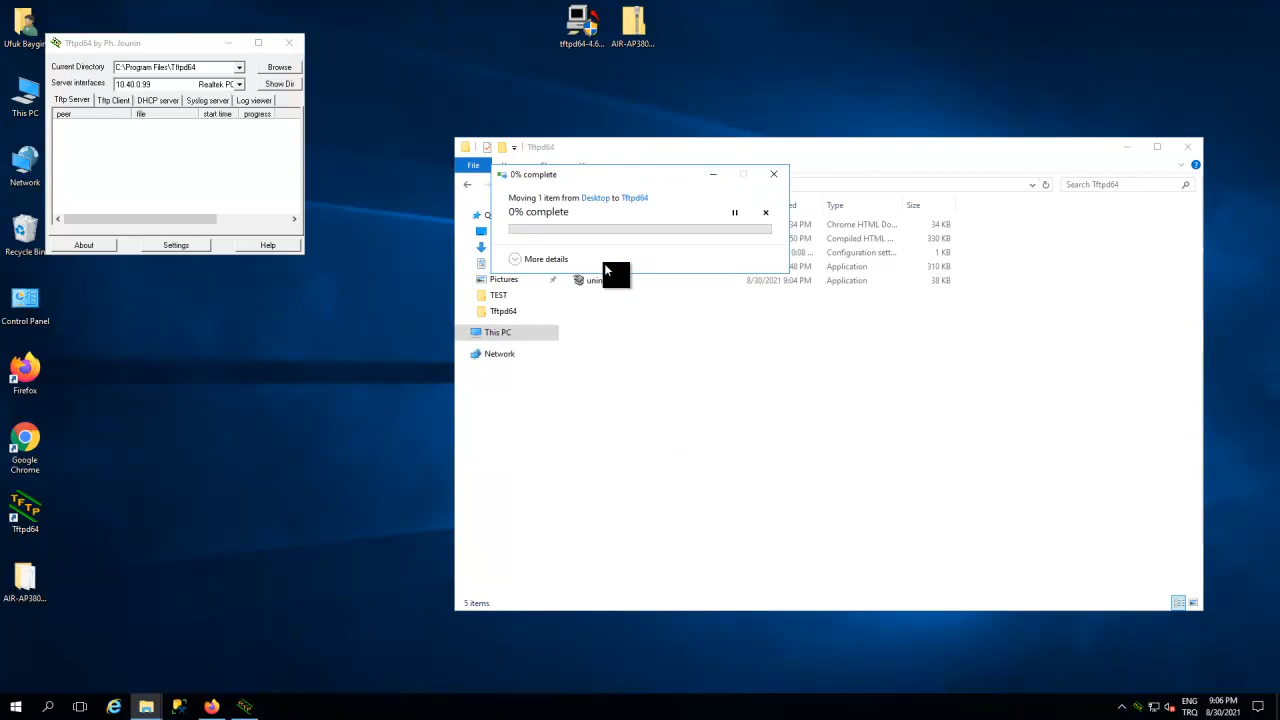 Ufuk Baygir
This PC
Network
Recycle Bin
Control Panel
Firefox
Google
Chrome
Tftpd64
AIR-AP380...
tftpd64-4.6...
AIR-AP380...
Tftpd64 by Ph. Jounin
Current Directory C:\Program Files\Tftpd64 Browse
Server interfaces 10.40.0.99 Realtek PC Show Dir
Tftp Server Tftp Client DHCP server Syslog server Log viewer
peer file start time progress
About Settings Help
Tftpd64
File
Search Tftpd64
0% complete
Moving 1 item from Desktop to Tftpd64
0% complete
More details
Type Size
Chrome HTML Do... 34 KB
Compiled HTML ... 330 KB
Configuration sett... 1 KB
Application 310 KB
8/30/2021 9:04 PM Application 38 KB
Pictures
TEST
Tftpd64
This PC
Network
5 items
ENG
TRQ
9:06 PM
8/30/2021